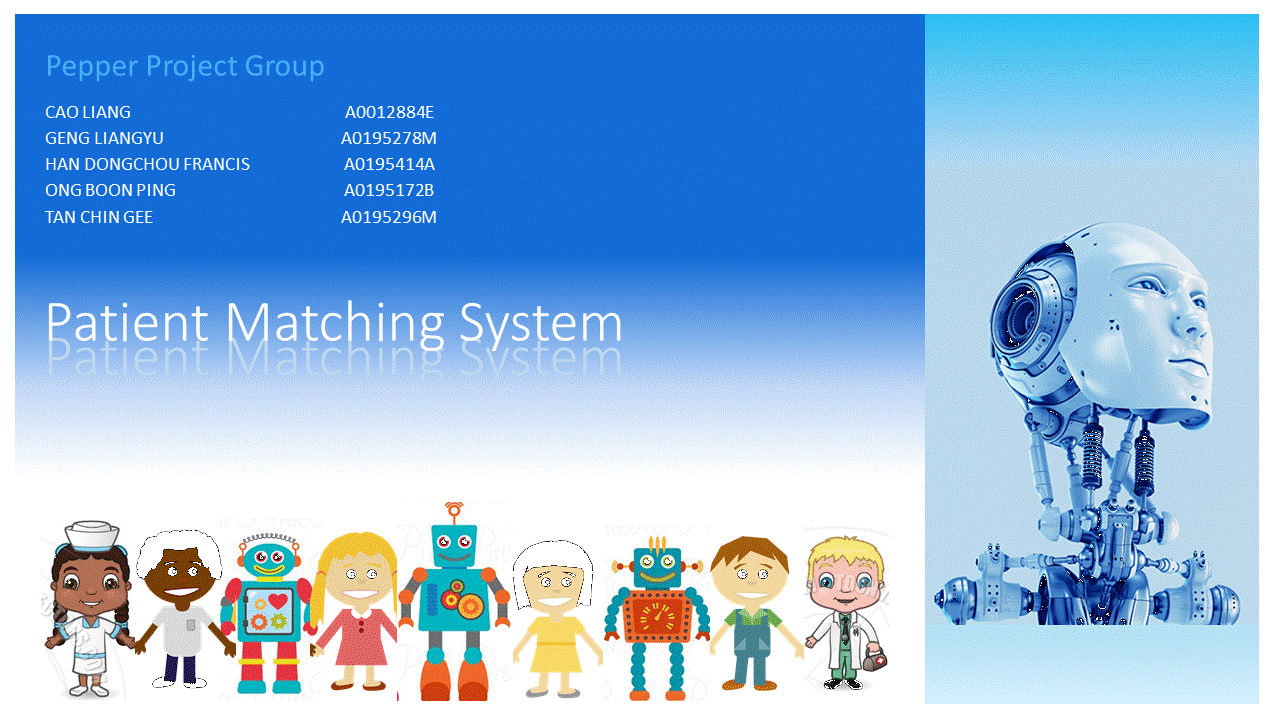 Pepper Project Group
CAO LIANG A0012884E
GENG LIANGYU A0195278M
HAN DONGCHOU FRANCIS A0195414A
ONG BOON PING A0195172B
TAN CHIN GEE A0195296M
Patient Matching System